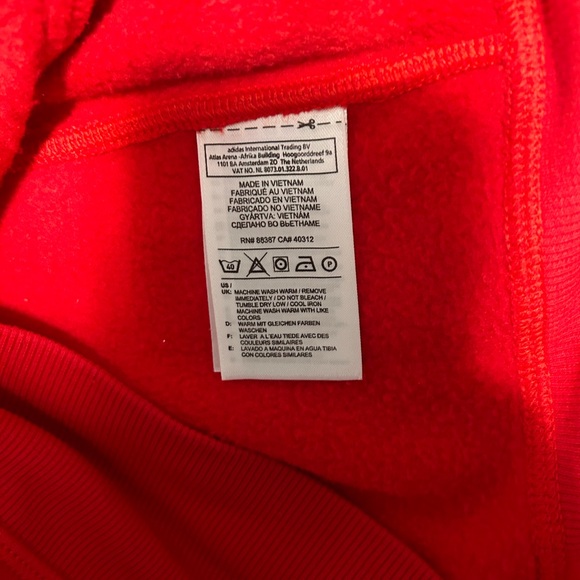 adidas International Trading BV
Atlas Arena -Afrika Building Hoogoorddreef 9a
1101 BA Amsterdam ZO The Netherlands
VAT NO. NL 8073.01.322.B.01
MADE IN VIETNAM
FABRIQUÉ AU VIETNAM
FABRICADO EN VIETNAM
FABRICADO NO VIETNAME
GYÁRTVA: VIETNÁM
СДЕЛАНО ВО ВЬЕТНАМЕ
RN# 88387 CA# 40312
40 P
US /
UK: MACHINE WASH WARM / REMOVE
IMMEDIATELY / DO NOT BLEACH /
TUMBLE DRY LOW / COOL IRON
MACHINE WASH WARM WITH LIKE
COLORS
D: WARM MIT GLEICHEN FARBEN
WASCHEN
F: LAVER A L'EAU TIEDE AVEC DES
COULEURS SIMILAIRES
E: LAVADO A MAQUINA EN AGUA TIBIA
CON COLORES SIMILARES